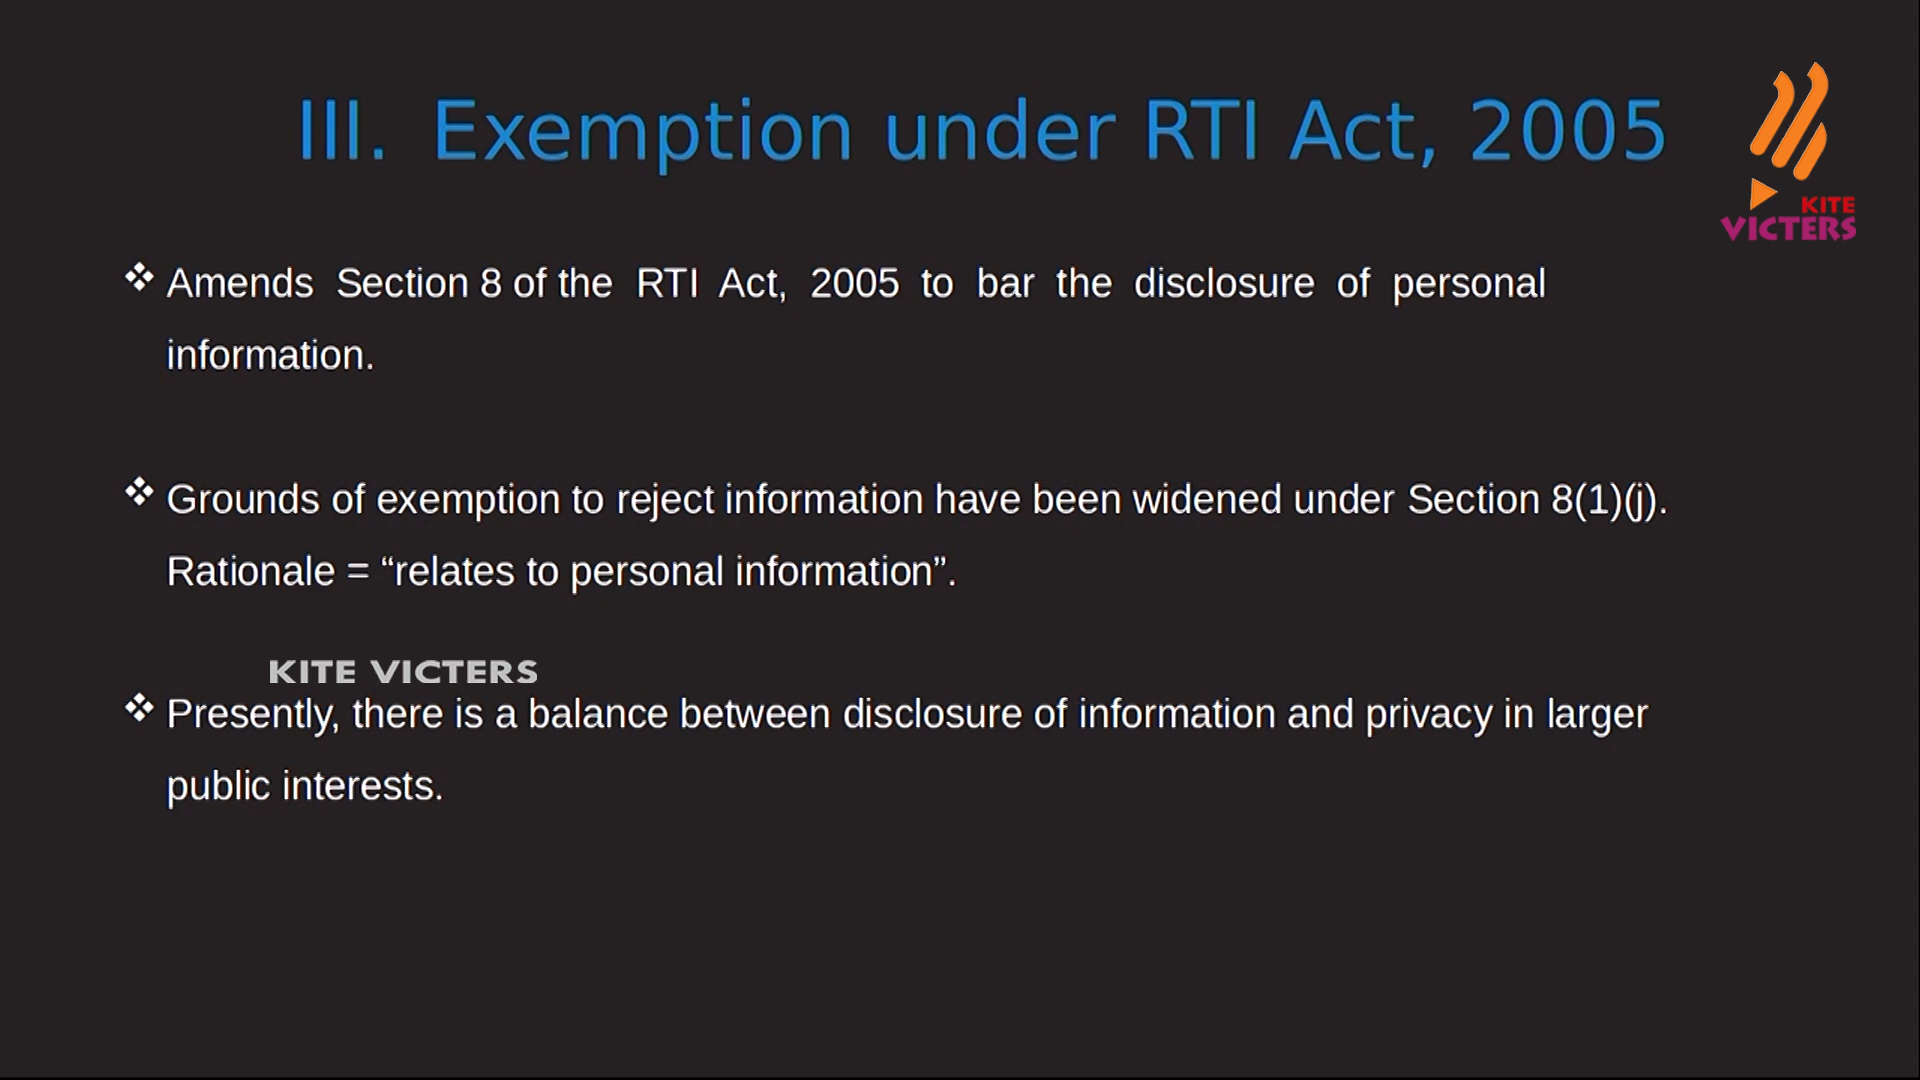 III. Exemption under RTI Act, 2005
KITE
VICTERS
❖ Amends Section 8 of the RTI Act, 2005 to bar the disclosure of personal
information.
❖ Grounds of exemption to reject information have been widened under Section 8(1)(j).
Rationale = “relates to personal information”.
KITE VICTERS
❖ Presently, there is a balance between disclosure of information and privacy in larger
public interests.